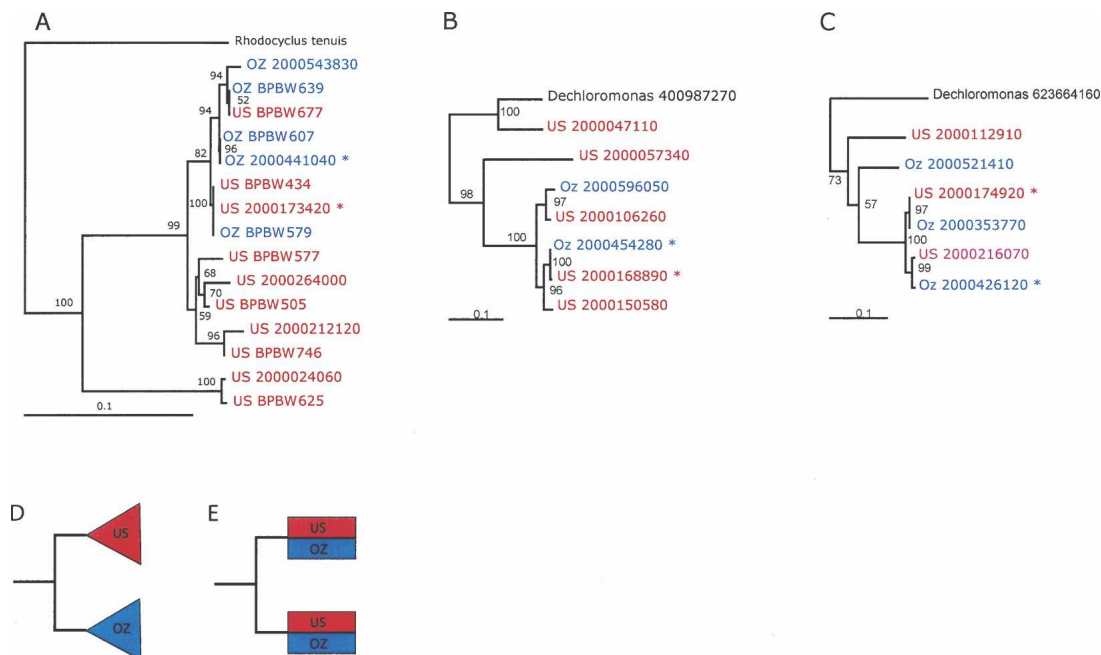 A
Rhodocyclus tenuis
OZ 2000543830
OZ BPBW639
US BPBW677
OZ BPBW607
OZ 2000441040 *
US BPBW434
US 2000173420 *
OZ BPBW579
US BPBW577
US 2000264000
US BPBW505
US 2000212120
US BPBW746
US 2000024060
US BPBW625
94
52
94
96
82
100
99
68
70
59
96
100
100
0.1
B
Dechloromonas 400987270
US 2000047110
US 2000057340
Oz 2000596050
US 2000106260
Oz 2000454280 *
US 2000168890 *
US 2000150580
100
98
97
100
100
96
0.1
C
Dechloromonas 623664160
US 2000112910
Oz 2000521410
US 2000174920 *
Oz 2000353770
US 2000216070
Oz 2000426120 *
73
57
97
100
99
0.1
D
US
OZ
E
US
OZ
US
OZ